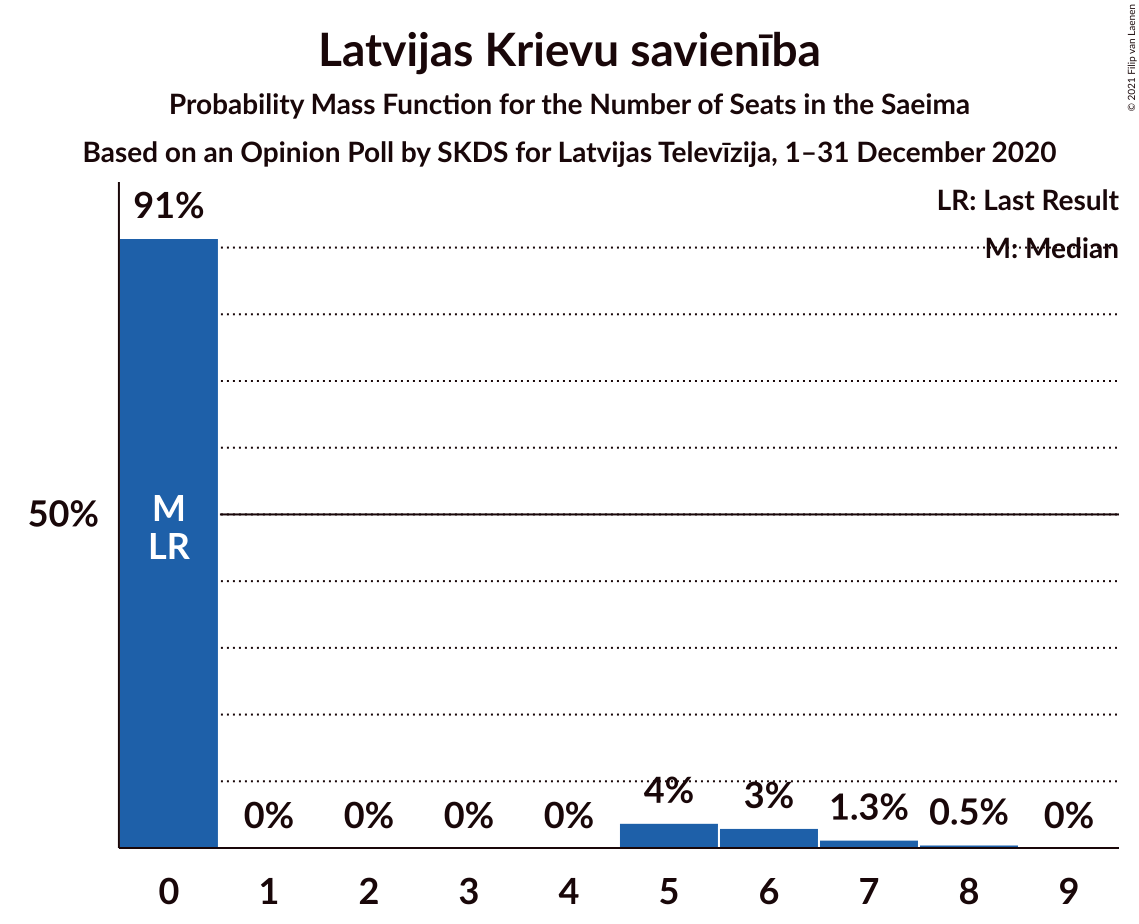 Latvijas Krievu savienība
Probability Mass Function for the Number of Seats in the Saeima
Based on an Opinion Poll by SKDS for Latvijas Televīzija, 1–31 December 2020
© 2021 Filip van Laenen
LR: Last Result
M: Median
91%
50%
M
LR
0%
0%
0%
0%
4%
3%
1.3%
0.5%
0%
0 1 2 3 4 5 6 7 8 9